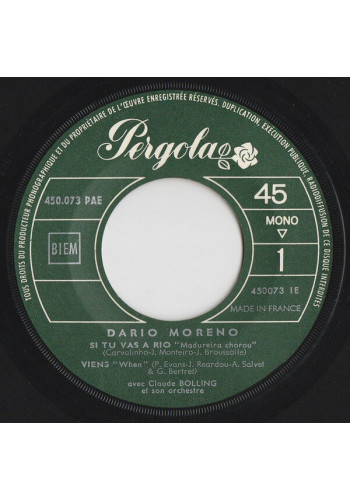 TOUS DROITS DU PRODUCTEUR PHONOGRAPHIQUE ET DU PROPRIÉTAIRE DE L'ŒUVRE ENREGISTRÉE RÉSERVÉS. DUPLICATION, EXÉCUTION PUBLIQUE, RADIODIFFUSION DE CE DISQUE INTERDITES
Pergola
450.073 PAE
45
MONO
BIEM
1
450073 1E
MADE IN FRANCE
DARIO MORENO
SI TU VAS A RIO "Madureira chorou"
(Carvalinho-J. Monteiro-J. Broussolle)
VIENS "When" (P. Evans-J. Reardou-A. Salvet
& G. Bertret)
avec Claude BOLLING
et son orchestre